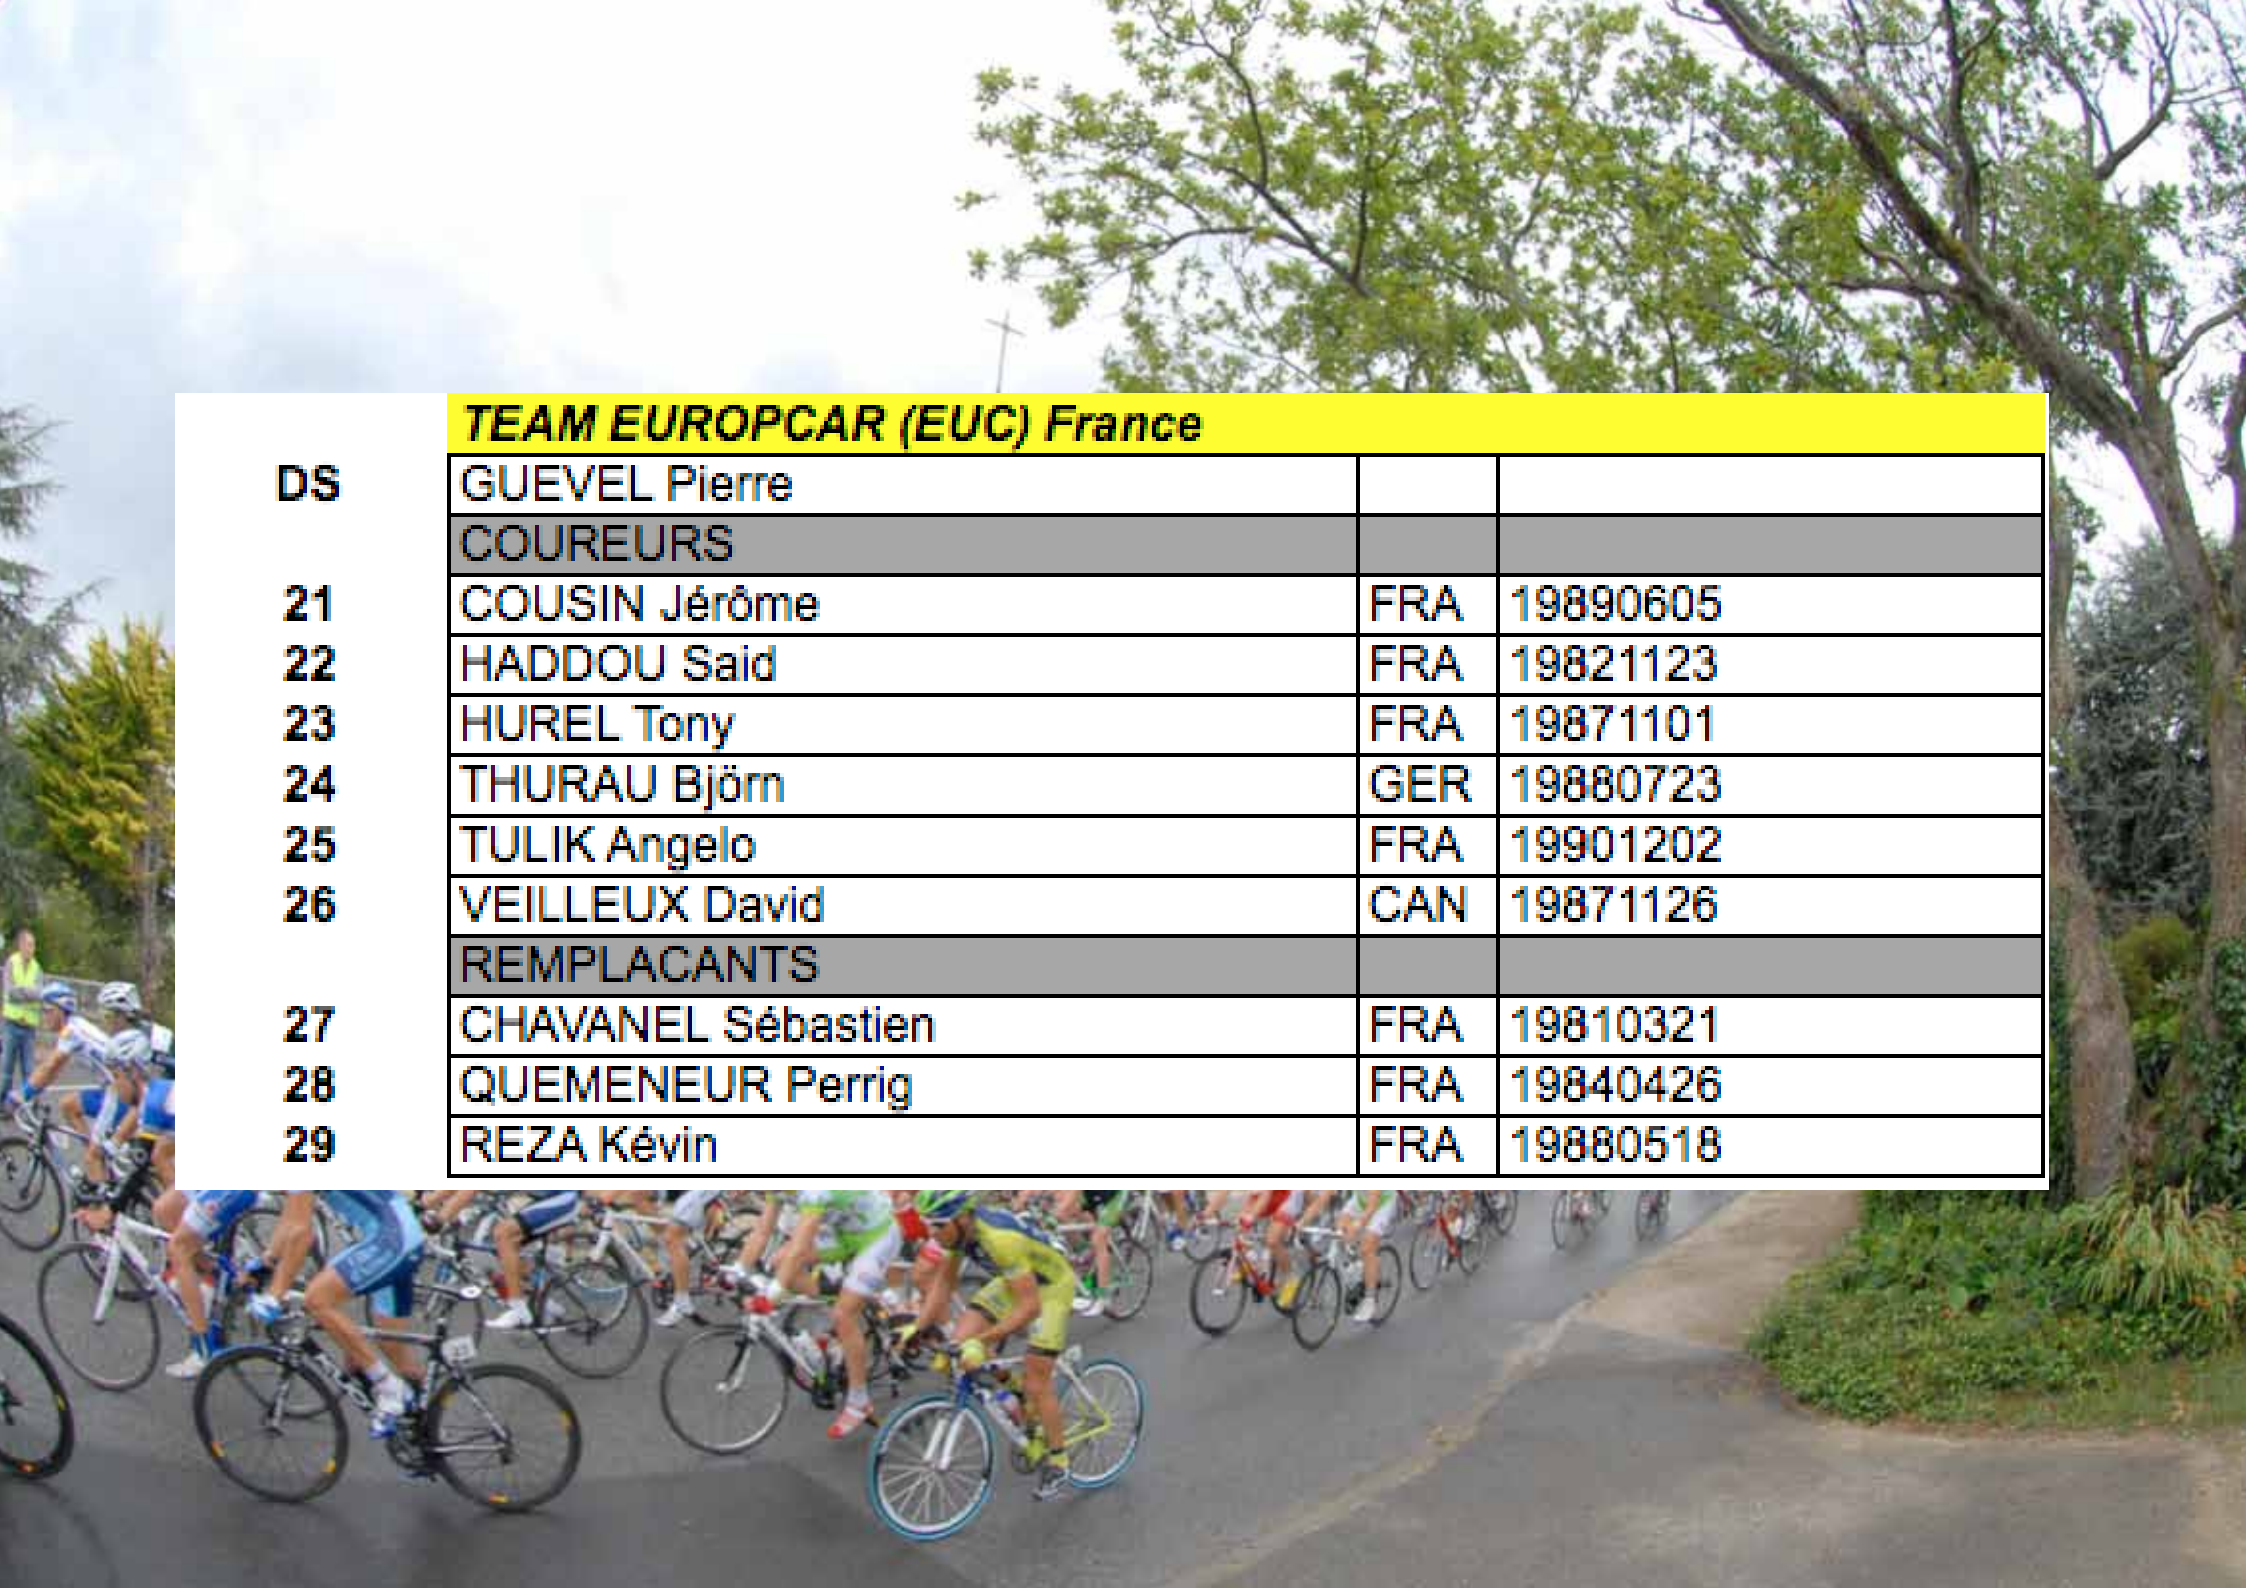 TEAM EUROPCAR (EUC) France
DS GUEVEL Pierre
COUREURS
21 COUSIN Jérôme FRA 19890605
22 HADDOU Said FRA 19821123
23 HUREL Tony FRA 19871101
24 THURAU Björn GER 19880723
25 TULIK Angelo FRA 19901202
26 VEILLEUX David CAN 19871126
REMPLACANTS
27 CHAVANEL Sébastien FRA 19810321
28 QUEMENEUR Perrig FRA 19840426
29 REZA Kévin FRA 19880518